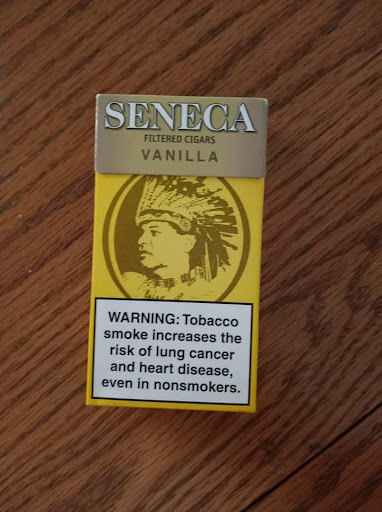 SENECA
FILTERED CIGARS
VANILLA
WARNING: Tobacco
smoke increases the
risk of lung cancer
and heart disease,
even in nonsmokers.